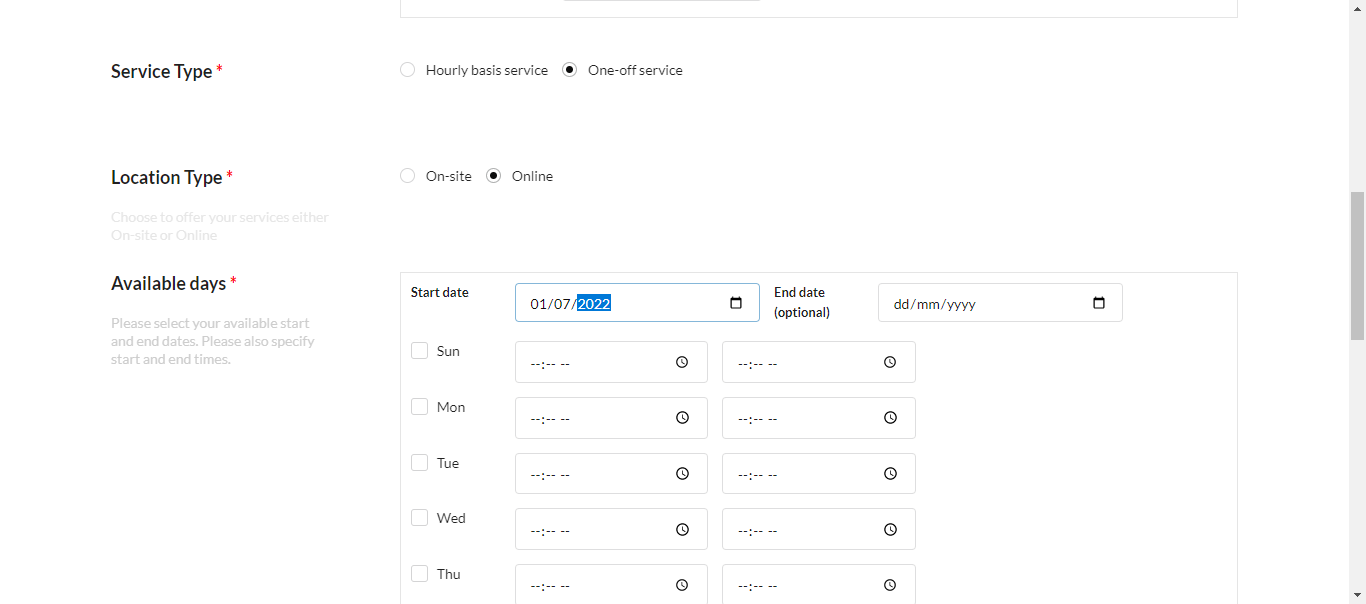 Service Type *
Hourly basis service One-off service
Location Type *
On-site Online
Choose to offer your services either
On-site or Online
Available days *
Please select your available start
and end dates. Please also specify
start and end times.
Start date 01/07/2022 End date
(optional) dd/mm/yyyy
Sun --:-- -- --:-- --
Mon --:-- -- --:-- --
Tue --:-- -- --:-- --
Wed --:-- -- --:-- --
Thu --:-- -- --:-- --